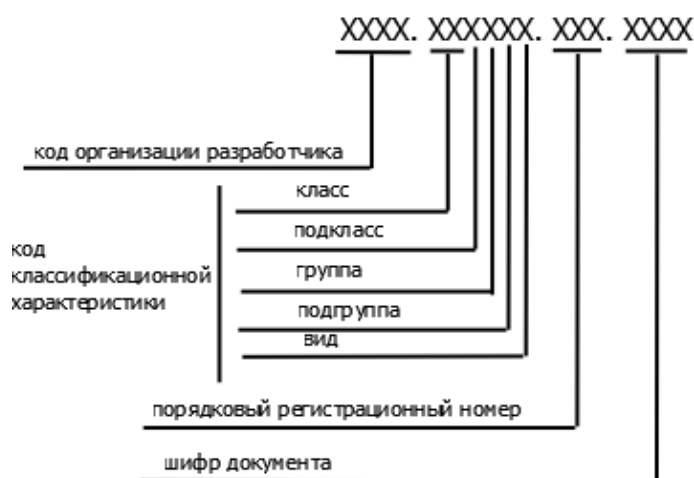 XXXX. XXXXXX. XXX. XXXX
код организации разработчика
класс
подкласс
код
классификационной
характеристики
группа
подгруппа
вид
порядковый регистрационный номер
шифр документа